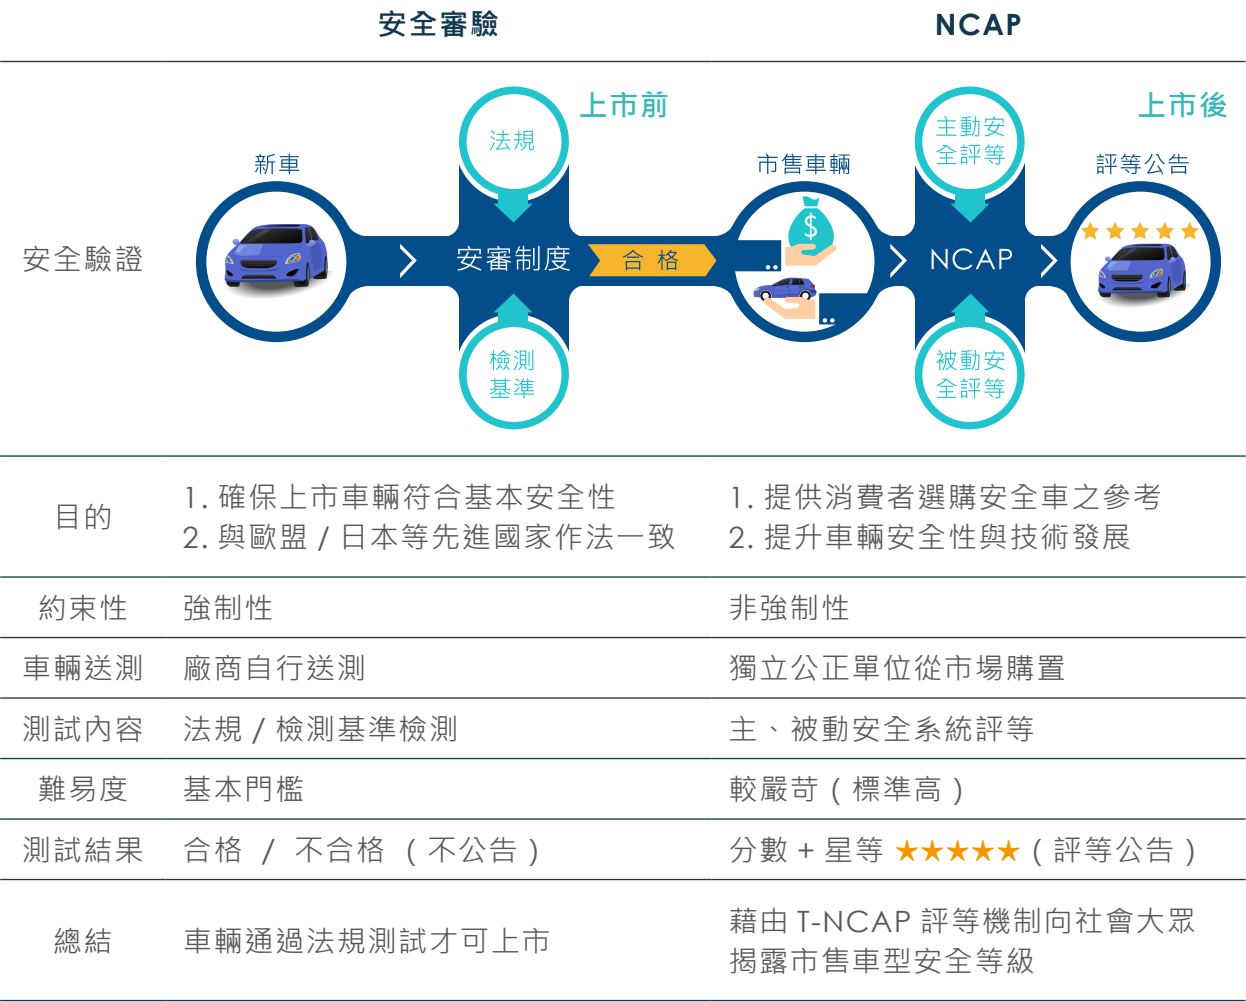 安全審驗
NCAP
上市前
上市後
安全驗證
新車
法規
安審制度
檢測
基準
合格
市售車輛
$
主動安
全評等
NCAP
被動安
全評等
評等公告
目的
1. 確保上市車輛符合基本安全性
2. 與歐盟 / 日本等先進國家作法一致
1. 提供消費者選購安全車之參考
2. 提升車輛安全性與技術發展
約束性
強制性
非強制性
車輛送測
廠商自行送測
獨立公正單位從市場購置
測試內容
法規 / 檢測基準檢測
主、被動安全系統評等
難易度
基本門檻
較嚴苛 ( 標準高 )
測試結果
合格 / 不合格 ( 不公告 )
分數 + 星等 ★★★★★ ( 評等公告 )
總結
車輛通過法規測試才可上市
藉由 T-NCAP 評等機制向社會大眾
揭露市售車型安全等級